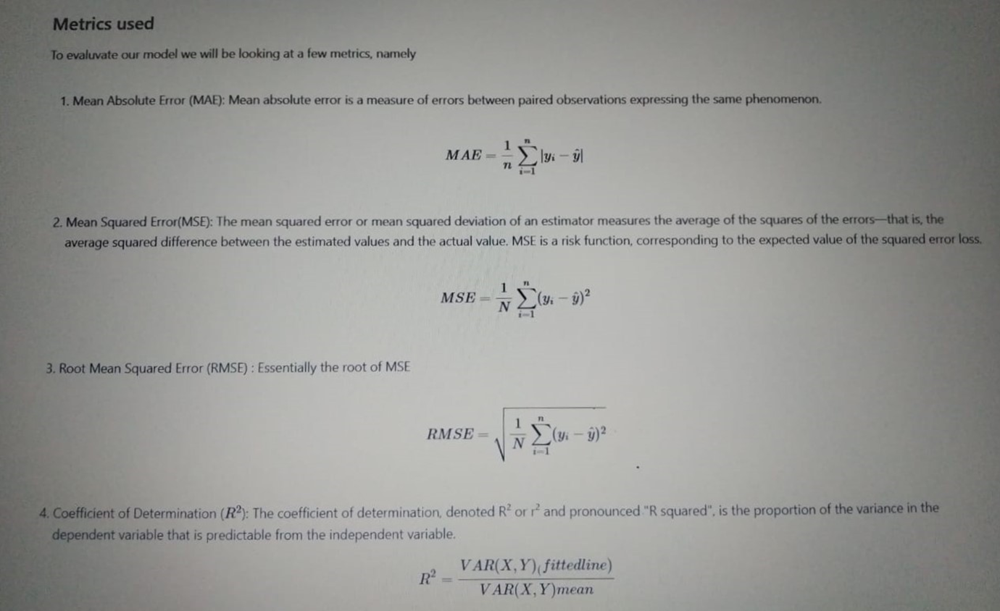 Metrics used
To evaluvate our model we will be looking at a few metrics, namely
1. Mean Absolute Error (MAE): Mean absolute error is a measure of errors between paired observations expressing the same phenomenon.
$MAE = \frac{1}{n} \sum_{i=1}^{n} |y_i - \hat{y}|$
2. Mean Squared Error(MSE): The mean squared error or mean squared deviation of an estimator measures the average of the squares of the errors—that is, the
average squared difference between the estimated values and the actual value. MSE is a risk function, corresponding to the expected value of the squared error loss.
$MSE = \frac{1}{N} \sum_{i=1}^{n} (y_i - \hat{y})^2$
3. Root Mean Squared Error (RMSE) : Essentially the root of MSE
$RMSE = \sqrt{\frac{1}{N} \sum_{i=1}^{n} (y_i - \hat{y})^2}$
4. Coefficient of Determination ($R^2$): The coefficient of determination, denoted R² or r² and pronounced "R squared", is the proportion of the variance in the
dependent variable that is predictable from the independent variable.
$R^2 = \frac{VAR(X,Y)_( fittedline)}{VAR(X,Y)mean}$